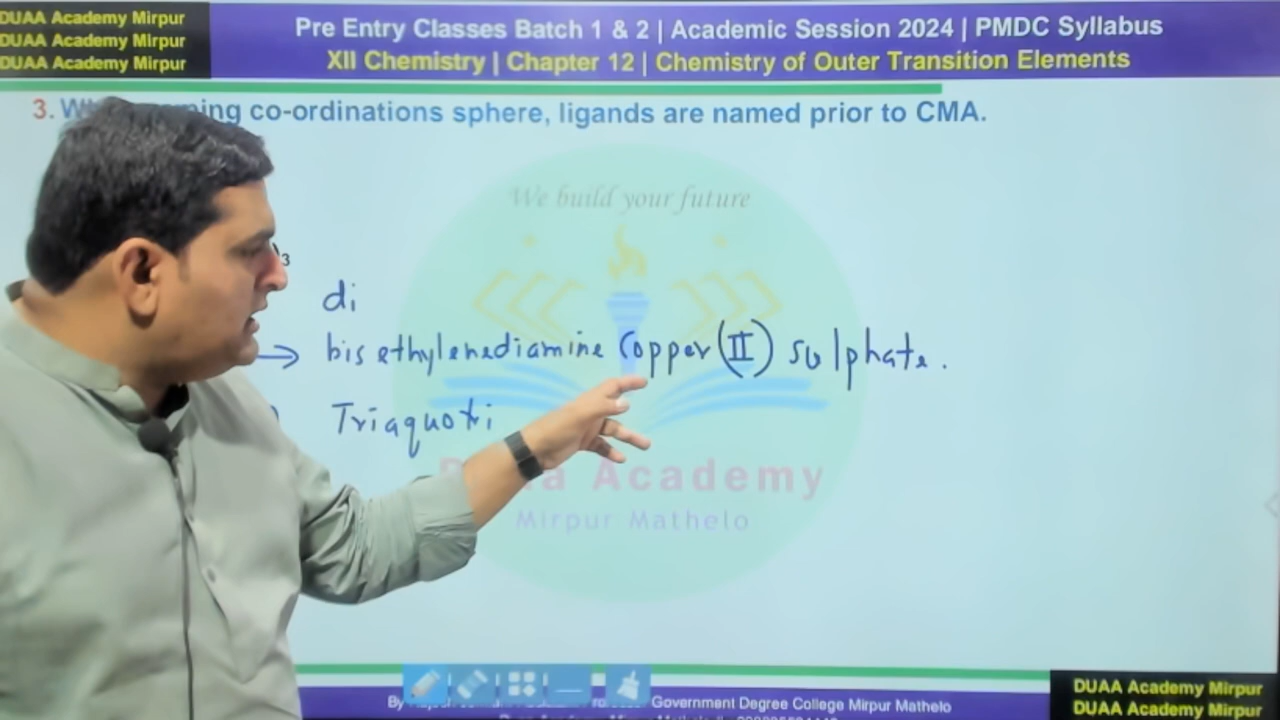 DUAA Academy Mirpur
DUAA Academy Mirpur
DUAA Academy Mirpur
Pre Entry Classes Batch 1 & 2 | Academic Session 2024 | PMDC Syllabus
XII Chemistry | Chapter 12 | Chemistry of Outer Transition Elements
3. co-ordinations sphere, ligands are named prior to CMA.
We build your future
3
di
→ bis ethylenediamine Copper (II) sulphate.
Triaquotri
Academy
Mirpur Mathelo
By Government Degree College Mirpur Mathelo
DUAA Academy Mirpur
DUAA Academy Mirpur